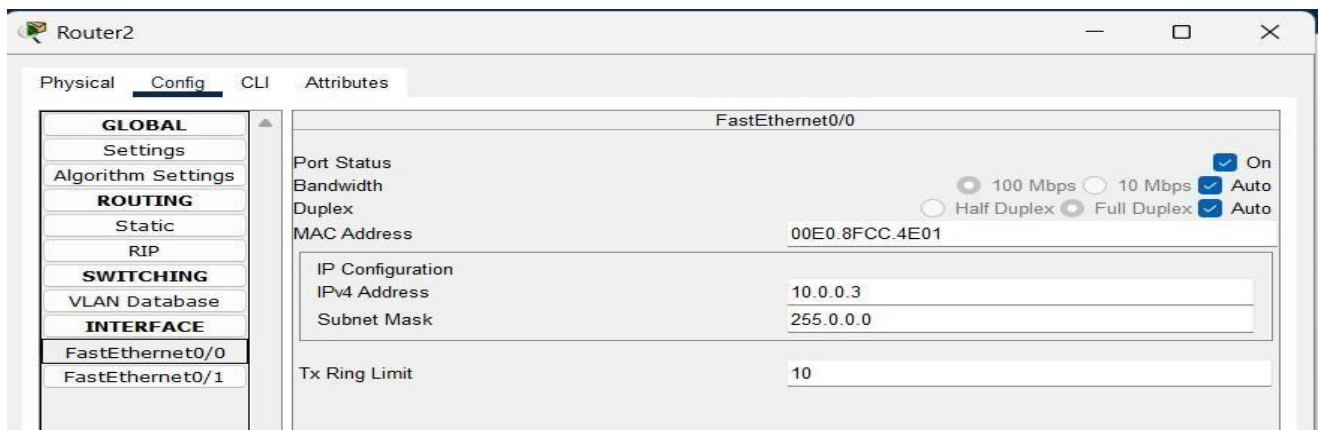 Router2
Physical Config CLI Attributes
GLOBAL
Settings
Algorithm Settings
ROUTING
Static
RIP
SWITCHING
VLAN Database
INTERFACE
FastEthernet0/0
FastEthernet0/1
FastEthernet0/0
Port Status On
Bandwidth 100 Mbps 10 Mbps Auto
Duplex Half Duplex Full Duplex Auto
MAC Address 00E0.8FCC.4E01
IP Configuration
IPv4 Address 10.0.0.3
Subnet Mask 255.0.0.0
Tx Ring Limit 10